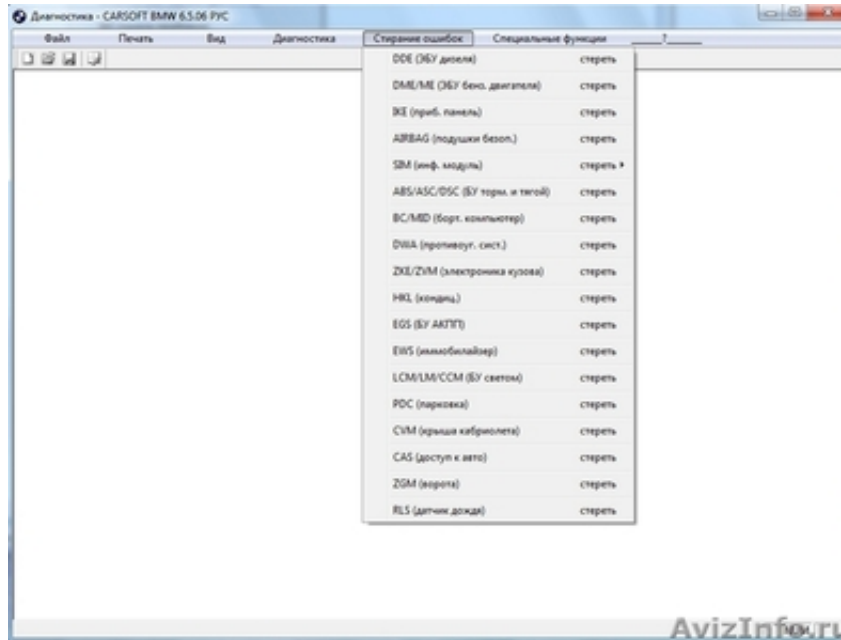 Диагностика - CARSOFT BMW 6.5.06 РУС
Файл Печать Вид Диагностика Стирание ошибок Специальные функции ?
DDE (ЭБУ дизеля) стереть
DME/ME (ЭБУ бенз. двигателя) стереть
IKE (приб. панель) стереть
AIRBAG (подушки безоп.) стереть
SIM (инф. модуль) стереть
ABS/ASC/DSC (БУ торм. и тягой) стереть
BC/MID (борт. компьютер) стереть
DWA (противоуг. сист.) стереть
ZKE/ZVM (электроника кузова) стереть
HKL (кондиц.) стереть
EGS (БУ АКПП) стереть
EWS (иммобилайзер) стереть
LCM/LM/CCM (БУ светом) стереть
PDC (парковка) стереть
CVM (крыша кабриолета) стереть
CAS (доступ к авто) стереть
ZGM (ворота) стереть
RLS (датчик дождя) стереть
AvizInfo.ru